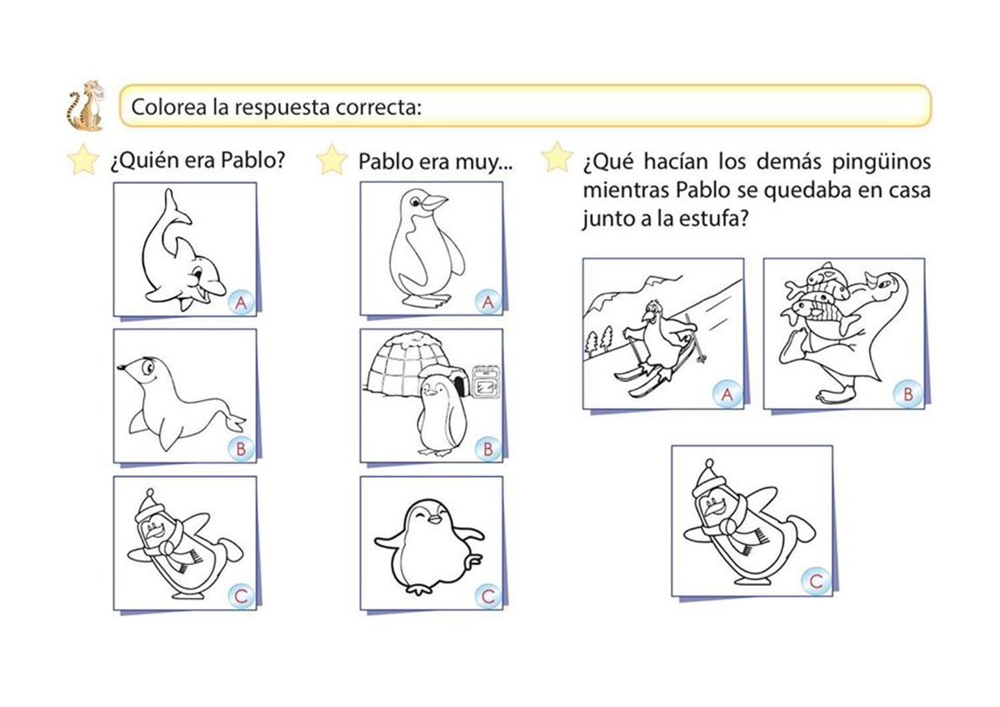 Colorea la respuesta correcta:
¿Quién era Pablo?
A
B
C
Pablo era muy...
A
B
C
¿Qué hacían los demás pingüinos
mientras Pablo se quedaba en casa
junto a la estufa?
A
B
C